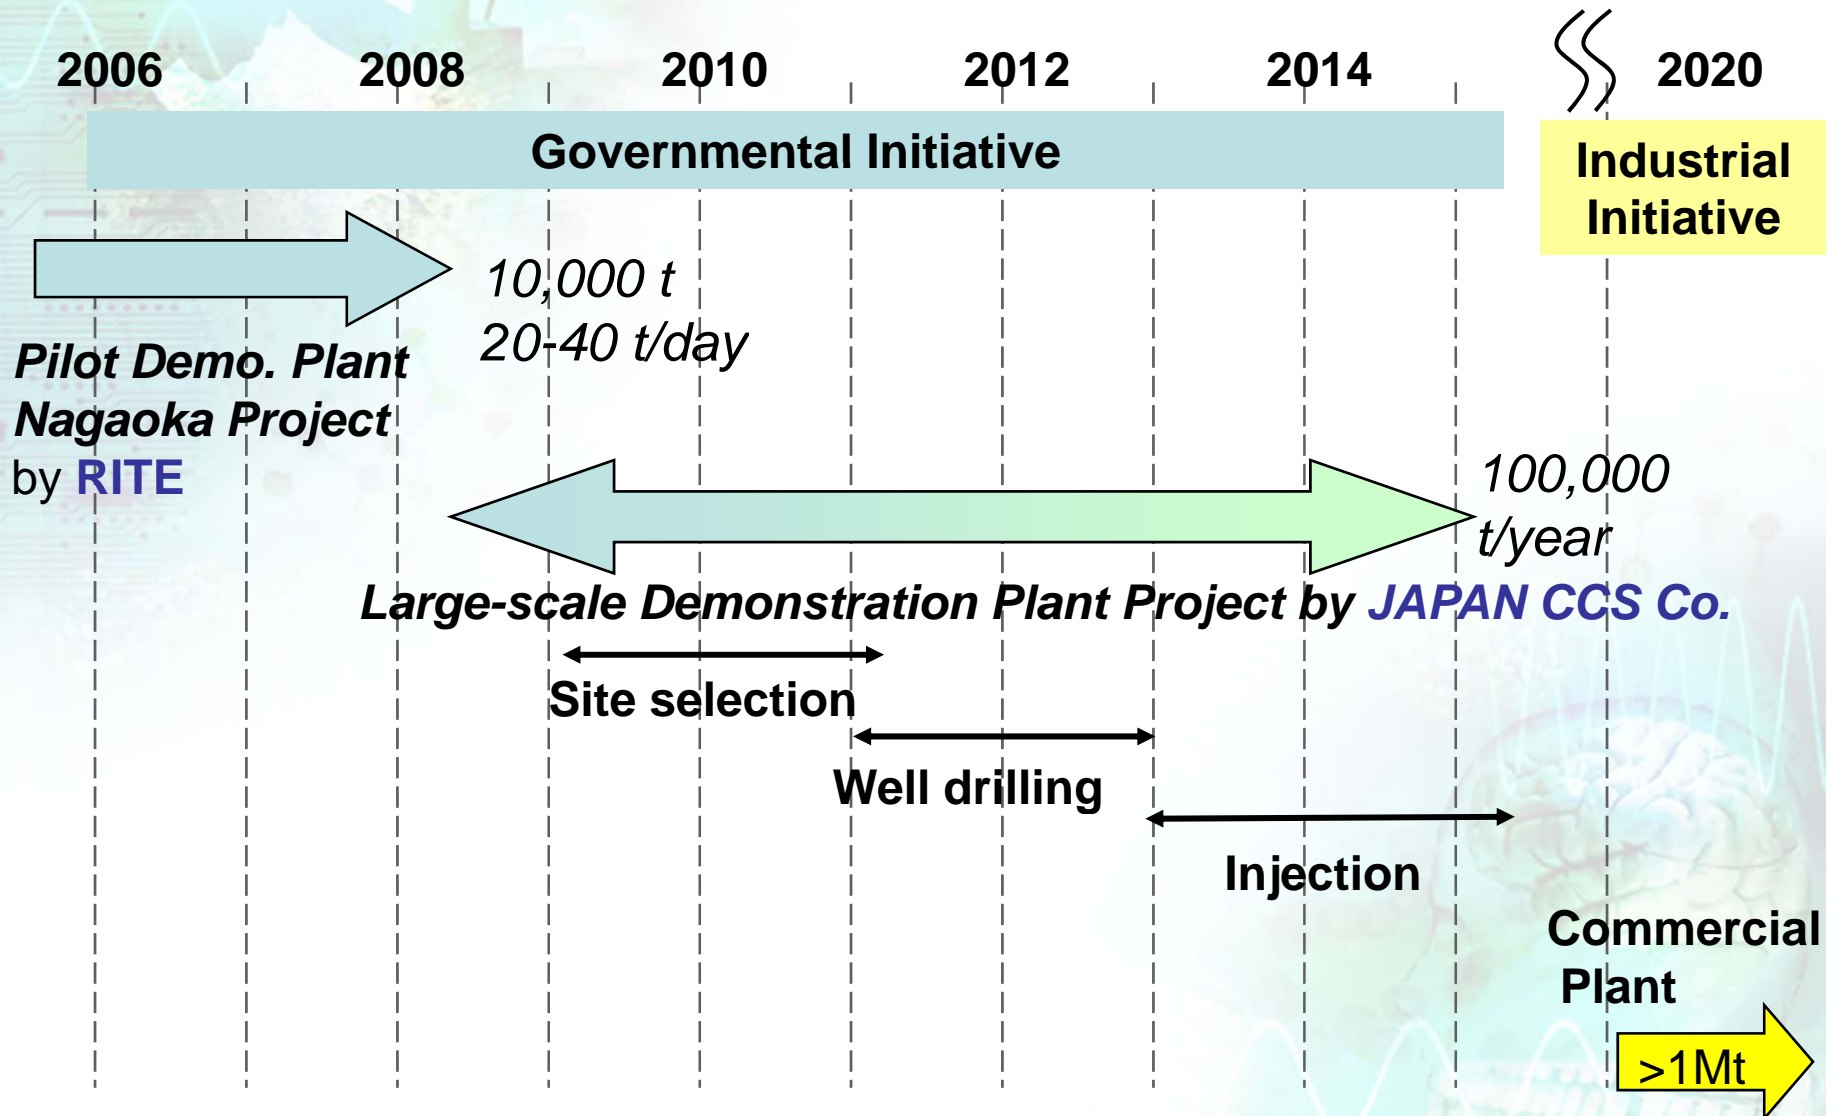 2006 2008 2010 2012 2014 2020
Governmental Initiative
Industrial
Initiative
10,000 t
20-40 t/day
Pilot Demo. Plant
Nagaoka Project
by RITE
100,000
t/year
Large-scale Demonstration Plant Project by JAPAN CCS Co.
Site selection
Well drilling
Injection
Commercial
Plant
>1Mt